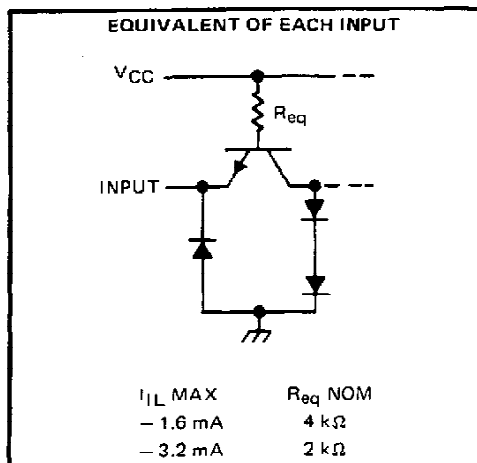 EQUIVALENT OF EACH INPUT
VCC
Req
INPUT
IIL MAX Req NOM
– 1.6 mA 4 kΩ
– 3.2 mA 2 kΩ